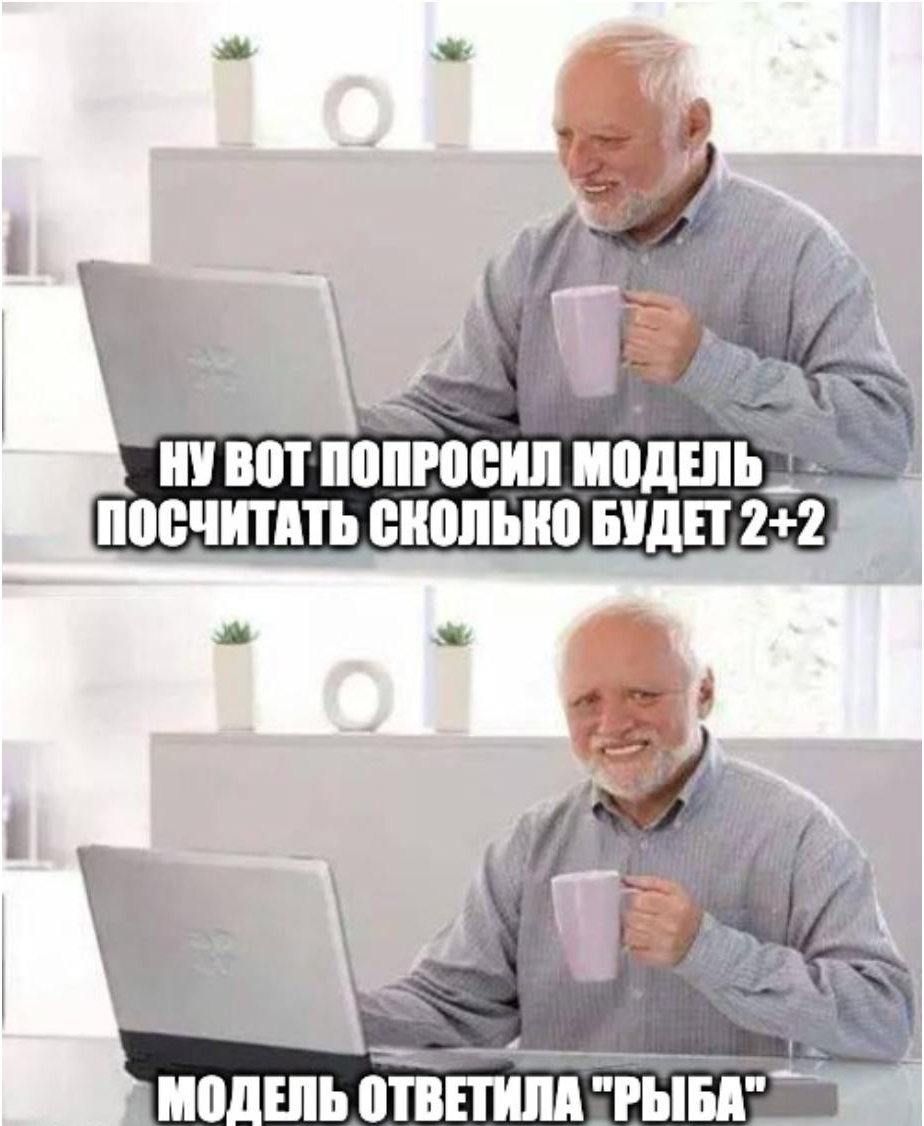 НУ ВОТ ПОПРОСИЛ МОДЕЛЬ
ПОСЧИТАТЬ СКОЛЬКО БУДЕТ 2+2
МОДЕЛЬ ОТВЕТИЛА "РЫБА"